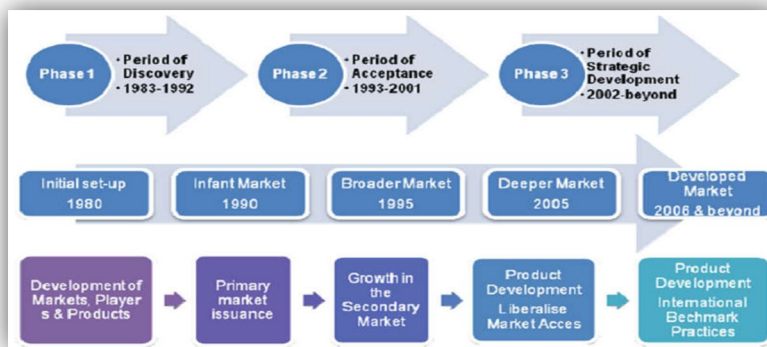 Phase 1
• Period of
Discovery
• 1983-1992
Phase 2
• Period of
Acceptance
• 1993-2001
Phase 3
• Period of
Strategic
Development
• 2002-beyond
Initial set-up
1980
Infant Market
1990
Broader Market
1995
Deeper Market
2005
Developed
Market
2006 & beyond
Development of
Markets, Player
s & Products
Primary
market
issuance
Growth in
the
Secondary
Market
Product
Development
Liberalise
Market Acces
Product
Development
International
Bechmark
Practices